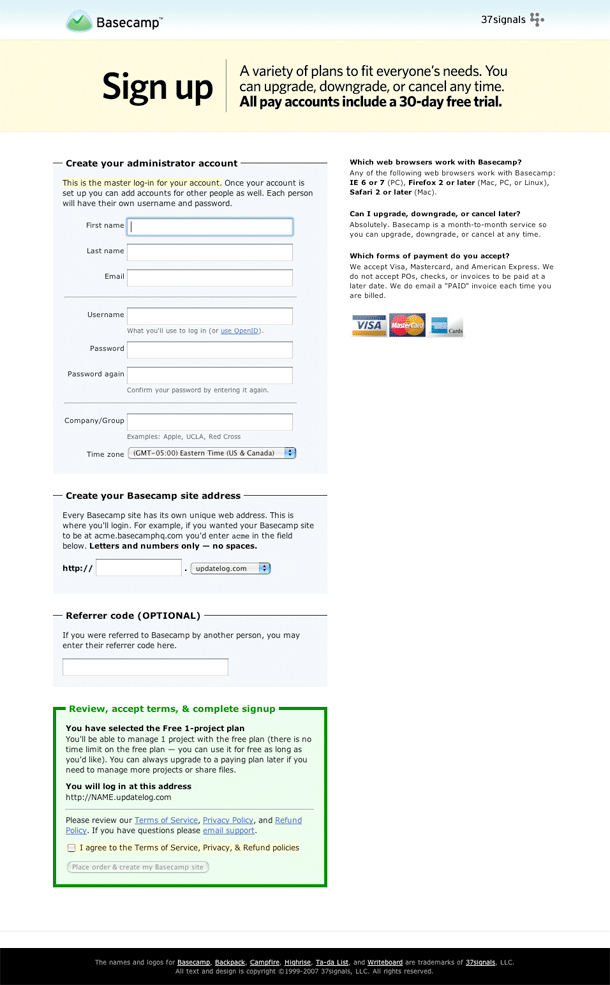 Basecamp™
37signals
Sign up
A variety of plans to fit everyone's needs. You
can upgrade, downgrade, or cancel any time.
All pay accounts include a 30-day free trial.
Create your administrator account
This is the master log-in for your account. Once your account is
set up you can add accounts for other people as well. Each person
will have their own username and password.
First name
Last name
Email
Username
What you'll use to log in (or use OpenID).
Password
Password again
Confirm your password by entering it again.
Company/Group
Examples: Apple, UCLA, Red Cross
Time zone (GMT-05:00) Eastern Time (US & Canada)
Create your Basecamp site address
Every Basecamp site has its own unique web address. This is
where you'll login. For example, if you wanted your Basecamp site
to be at acme.basecamphq.com you'd enter acme in the field
below. Letters and numbers only — no spaces.
http:// . updatelog.com
Referrer code (OPTIONAL)
If you were referred to Basecamp by another person, you may
enter their referrer code here.
Review, accept terms, & complete signup
You have selected the Free 1-project plan
You'll be able to manage 1 project with the free plan (there is no
time limit on the free plan — you can use it for free as long as
you'd like). You can always upgrade to a paying plan later if you
need to manage more projects or share files.
You will log in at this address
http://NAME.updatelog.com
Please review our Terms of Service, Privacy Policy, and Refund
Policy. If you have questions please email support.
I agree to the Terms of Service, Privacy, & Refund policies
Place order & create my Basecamp site
Which web browsers work with Basecamp?
Any of the following web browsers work with Basecamp:
IE 6 or 7 (PC), Firefox 2 or later (Mac, PC, or Linux),
Safari 2 or later (Mac).
Can I upgrade, downgrade, or cancel later?
Absolutely. Basecamp is a month-to-month service so
you can upgrade, downgrade, or cancel at any time.
Which forms of payment do you accept?
We accept Visa, Mastercard, and American Express. We
do not accept POs, checks, or invoices to be paid at a
later date. We do email a "PAID" invoice each time you
are billed.
VISA MasterCard Cards
The names and logos for Basecamp, Backpack, Campfire, Highrise, Ta-da List, and Writeboard are trademarks of 37signals, LLC.
All text and design is copyright ©1999-2007 37signals, LLC. All rights reserved.